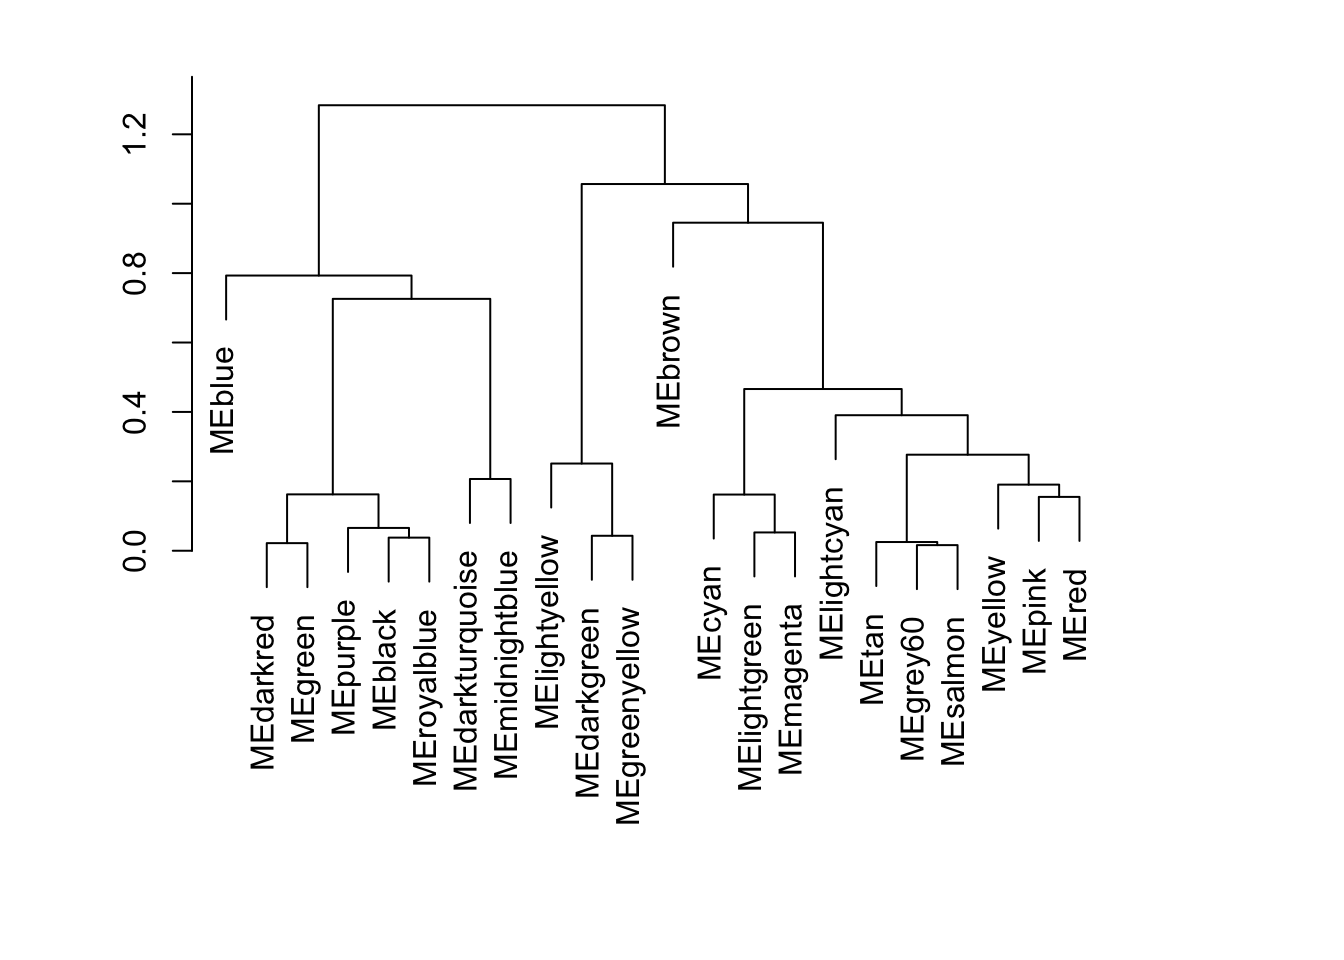 1.2
0.8
0.4
0.0
MEblue
MEdarkred
MEgreen
MEpurple
MEblack
MEroyalblue
MEdarkturquoise
MEmidnightblue
MElightyellow
MEdarkgreen
MEgreenyellow
MEbrown
MEcyan
MElightgreen
MEmagenta
MElightcyan
MEtan
MEgrey60
MEsalmon
MEyellow
MEpink
MEred